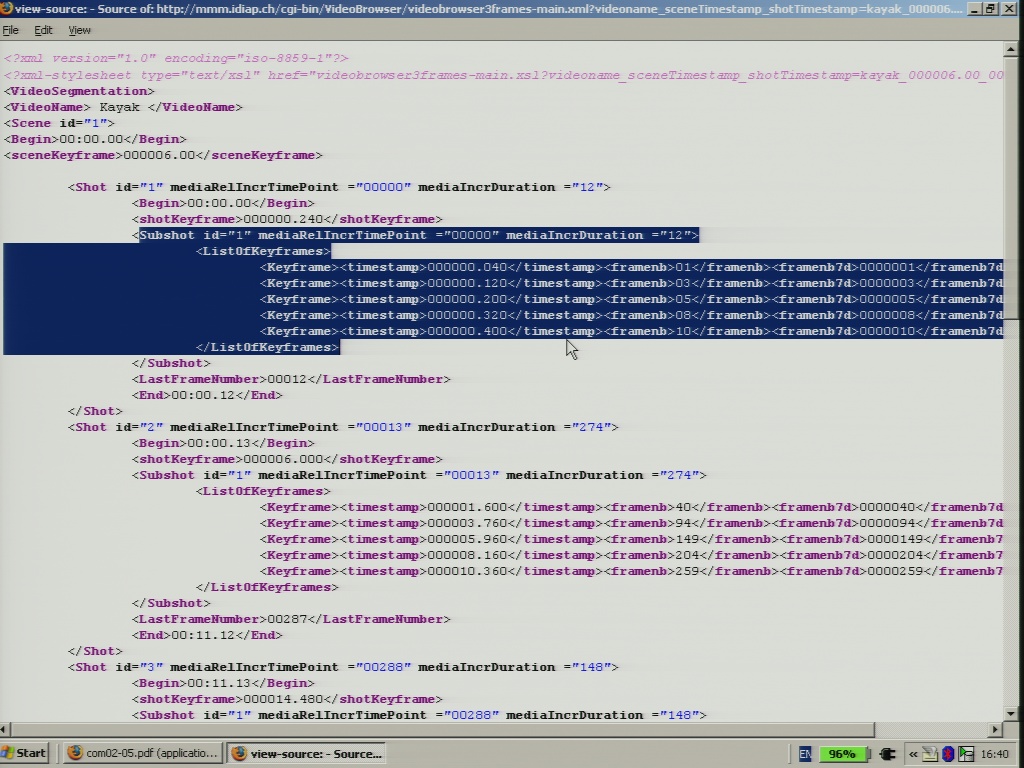 view-source: - Source of: http://mmm.idiap.ch/cgi-bin/VideoBrowser/videobrowser3frames-main.xml?videoname_sceneTimestamp_shotTimestamp=kayak_000006....
File Edit View
<?xml version="1.0" encoding="iso-8859-1"?>
<?xml-stylesheet type="text/xsl" href="videobrowser3frames-main.xsl?videoname_sceneTimestamp_shotTimestamp=kayak_000006.00_00
<VideoSegmentation>
<VideoName> Kayak </VideoName>
<Scene id="1">
<Begin>00:00.00</Begin>
<sceneKeyframe>000006.00</sceneKeyframe>
<Shot id="1" mediaRelIncrTimePoint ="00000" mediaIncrDuration ="12">
<Begin>00:00.00</Begin>
<shotKeyframe>000000.240</shotKeyframe>
<Subshot id="1" mediaRelIncrTimePoint ="00000" mediaIncrDuration ="12">
<ListOfKeyframes>
<Keyframe><timestamp>000000.040</timestamp><framenb>01</framenb><framenb7d>0000001</framenb7d
<Keyframe><timestamp>000000.120</timestamp><framenb>03</framenb><framenb7d>0000003</framenb7d
<Keyframe><timestamp>000000.200</timestamp><framenb>05</framenb><framenb7d>0000005</framenb7d
<Keyframe><timestamp>000000.320</timestamp><framenb>08</framenb><framenb7d>0000008</framenb7d
<Keyframe><timestamp>000000.400</timestamp><framenb>10</framenb><framenb7d>0000010</framenb7d
</ListOfKeyframes>
</Subshot>
<LastFrameNumber>00012</LastFrameNumber>
<End>00:00.12</End>
</Shot>
<Shot id="2" mediaRelIncrTimePoint ="00013" mediaIncrDuration ="274">
<Begin>00:00.13</Begin>
<shotKeyframe>000006.000</shotKeyframe>
<Subshot id="1" mediaRelIncrTimePoint ="00013" mediaIncrDuration ="274">
<ListOfKeyframes>
<Keyframe><timestamp>000001.600</timestamp><framenb>40</framenb><framenb7d>0000040</framenb7d
<Keyframe><timestamp>000003.760</timestamp><framenb>94</framenb><framenb7d>0000094</framenb7d
<Keyframe><timestamp>000005.960</timestamp><framenb>149</framenb><framenb7d>0000149</framenb7
<Keyframe><timestamp>000008.160</timestamp><framenb>204</framenb><framenb7d>0000204</framenb7
<Keyframe><timestamp>000010.360</timestamp><framenb>259</framenb><framenb7d>0000259</framenb7
</ListOfKeyframes>
</Subshot>
<LastFrameNumber>00287</LastFrameNumber>
<End>00:11.12</End>
</Shot>
<Shot id="3" mediaRelIncrTimePoint ="00288" mediaIncrDuration ="148">
<Begin>00:11.13</Begin>
<shotKeyframe>000014.480</shotKeyframe>
<Subshot id="1" mediaRelIncrTimePoint ="00288" mediaIncrDuration ="148">
Start com02-05.pdf (applicatio... view-source: - Source... EN 96% « 16:40